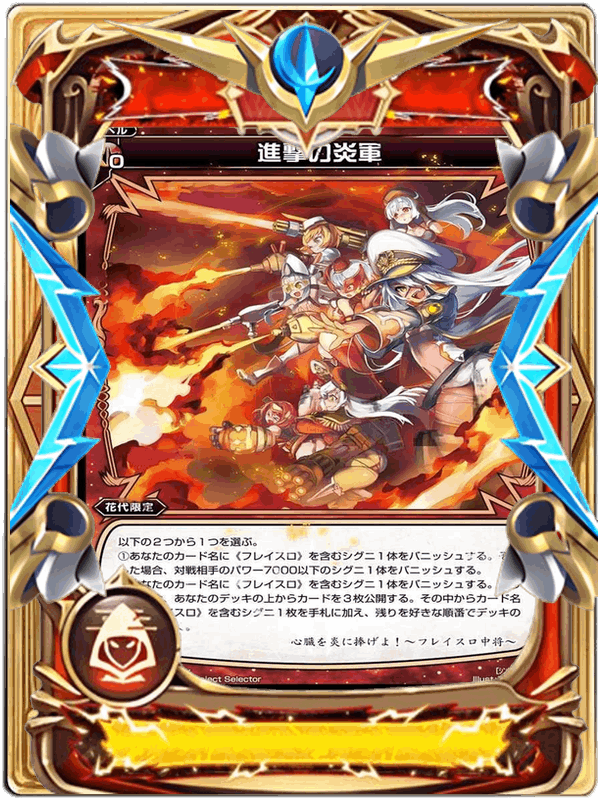 ベル
0
進撃の炎軍
花代限定
以下の2つから1つを選ぶ。
①あなたのカード名に《フレイスロ》を含むシグニ1体をバニッシュする。そ
た場合、対戦相手のパワー7000以下のシグニ1体をバニッシュする。
なたのカード名に《フレイスロ》を含むシグニ1体をバニッシュする。
あなたのデッキの上からカードを3枚公開する。その中からカード名
イスロ》を含むシグニ1枚を手札に加え、残りを好きな順番でデッキの
心臓を炎に捧げよ!～フレイスロ中将～
ject Selector
Illust